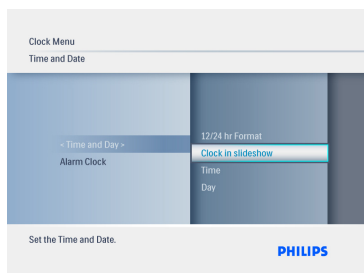 Clock Menu
Time and Date
< Time and Day >
Alarm Clock
12/24 hr Format
Clock in slideshow
Time
Day
Set the Time and Date.
PHILIPS